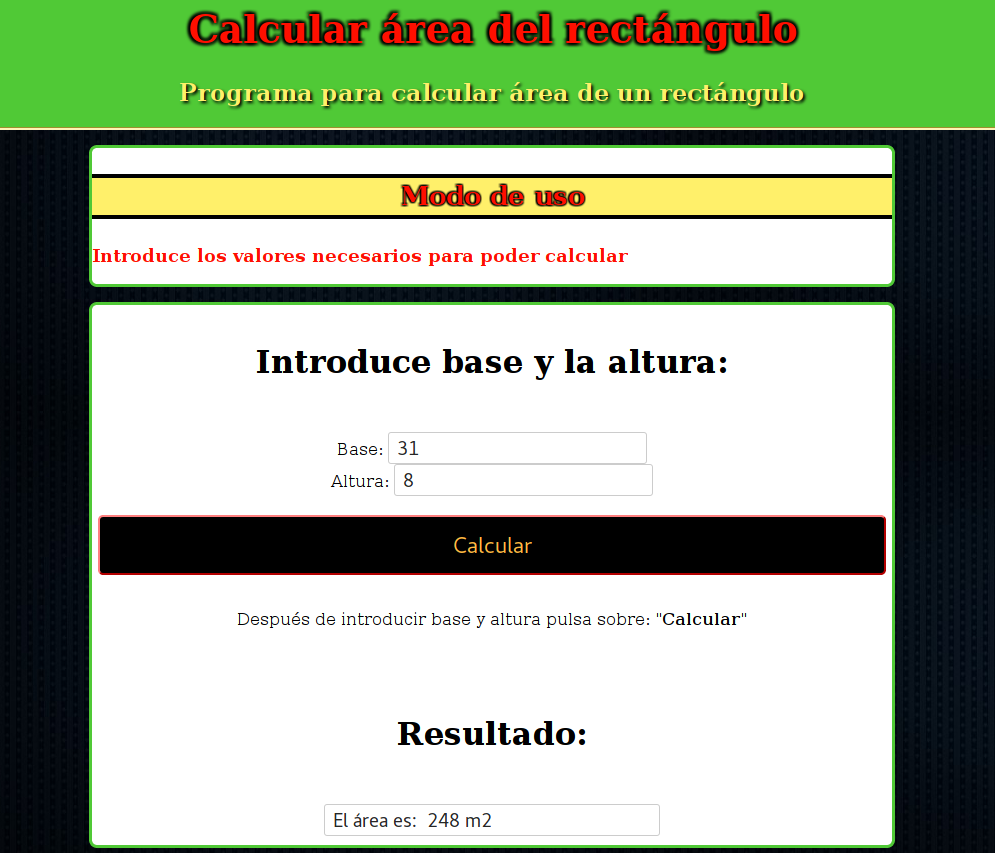 Calcular área del rectángulo
Programa para calcular área de un rectángulo
Modo de uso
Introduce los valores necesarios para poder calcular
Introduce base y la altura:
Base: 31
Altura: 8
Calcular
Después de introducir base y altura pulsa sobre: "Calcular"
Resultado:
El área es: 248 m2